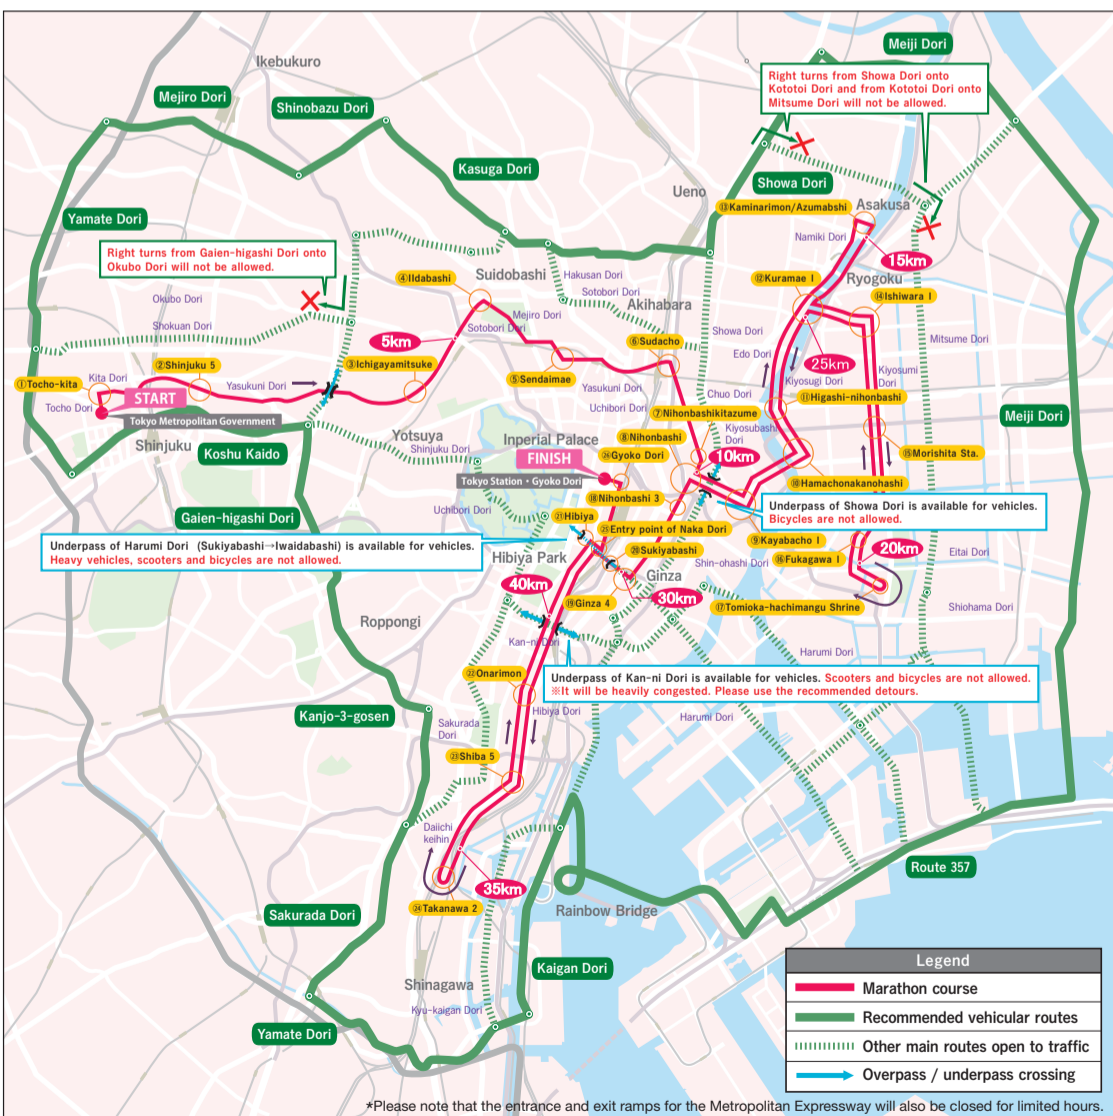 Meiji Dori
Ikebukuro
Right turns from Showa Dori onto
Kototoi Dori and from Kototoi Dori onto
Mitsume Dori will not be allowed.
Mejiro Dori
Shinobazu Dori
Kasuga Dori
Showa Dori
Ueno
⑬Kaminarimon/Azumabshi
Asakusa
Yamate Dori
Namiki Dori
Right turns from Gaien-higashi Dori onto
Okubo Dori will not be allowed.
15km
④Ildabashi
Suidobashi
Hakusan Dori
⑫Kuramae I
Ryogoku
Okubo Dori
Sotobori Dori
⑭Ishiwara I
Akihabara
Mejiro Dori
Shokuan Dori
Sotobori Dori
Showa Dori
Mitsume Dori
5km
⑥Sudacho
Edo Dori
②Shinjuku 5
③Ichigayamitsuke
25km
Kiyosumi
Dori
①Tocho-kita
Kita Dori
Yasukuni Dori
⑤Sendaimae
Yasukuni Dori
Kiyosugi Dori
START
Chuo Dori
⑪Higashi-nihonbashi
Tocho Dori
Uchibori Dori
⑦Nihonbashikitazume
Meiji Dori
Tokyo Metropolitan Government
Kiyosubashi
Dori
Shinjuku
Yotsuya
Inperial Palace
⑧Nihonbashi
Shinjuku Dori
Koshu Kaido
㉖Gyoko Dori
10km
⑮Morishita Sta.
FINISH
Tokyo Station • Gyoko Dori
⑩Hamachonakanohashi
⑱Nihonbashi 3
Underpass of Showa Dori is available for vehicles.
Bicycles are not allowed.
Uchibori Dori
㉑Hibiya
Gaien-higashi Dori
㉕Entry point of Naka Dori
⑨Kayabacho I
Underpass of Harumi Dori (Sukiyabashi→Iwaidabashi) is available for vehicles.
Heavy vehicles, scooters and bicycles are not allowed.
⑳Sukiyabashi
20km
Eitai Dori
Hibiya Park
⑯Fukagawa I
Shin-ohashi Dori
Ginza
40km
30km
⑲Ginza 4
⑰Tomioka-hachimangu Shrine
Shiohama Dori
Roppongi
Kan-ni Dori
Harumi Dori
㉒Onarimon
Underpass of Kan-ni Dori is available for vehicles. Scooters and bicycles are not allowed.
※It will be heavily congested. Please use the recommended detours.
Kanjo-3-gosen
Hibiya Dori
Harumi Dori
Sakurada
Dori
㉓Shiba 5
Daiichi
keihin
Route 357
35km
㉔Takanawa 2
Sakurada Dori
Rainbow Bridge
Kaigan Dori
Shinagawa
Kyu-kaigan Dori
Yamate Dori
Legend
Marathon course
Recommended vehicular routes
Other main routes open to traffic
Overpass / underpass crossing
*Please note that the entrance and exit ramps for the Metropolitan Expressway will also be closed for limited hours.